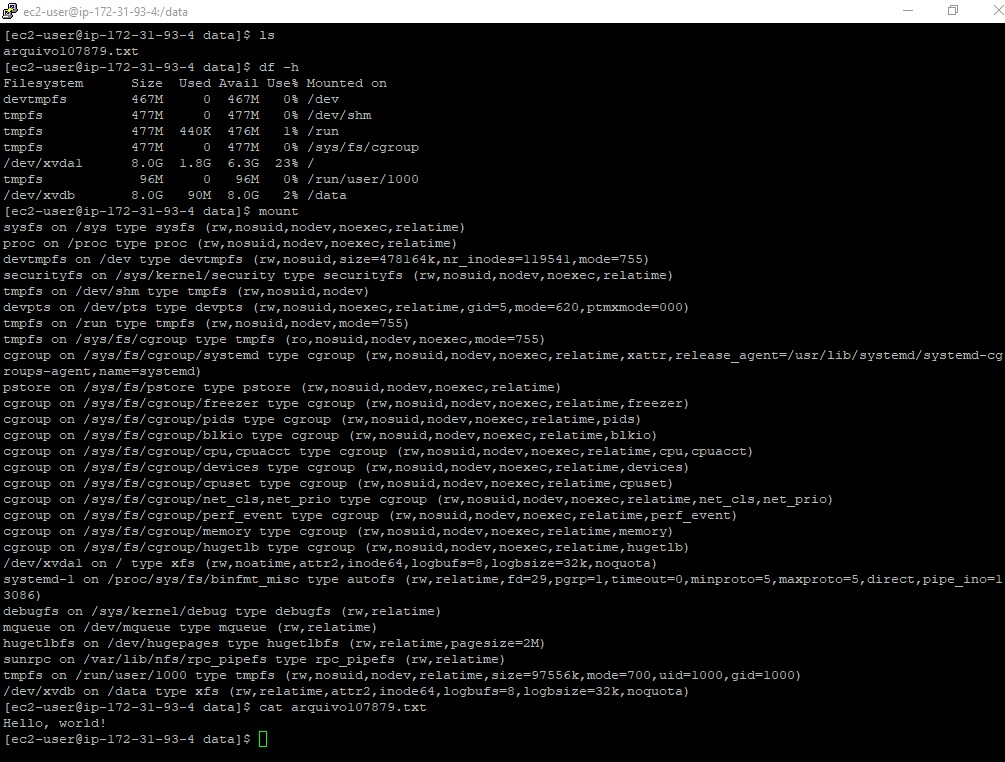 ec2-user@ip-172-31-93-4:/data
[ec2-user@ip-172-31-93-4 data]$ ls
arquivo107879.txt
[ec2-user@ip-172-31-93-4 data]$ df -h
Filesystem      Size  Used Avail Use% Mounted on
devtmpfs        467M     0  467M   0% /dev
tmpfs           477M     0  477M   0% /dev/shm
tmpfs           477M  440K  476M   1% /run
tmpfs           477M     0  477M   0% /sys/fs/cgroup
/dev/xvda1      8.0G  1.8G  6.3G  23% /
tmpfs            96M     0   96M   0% /run/user/1000
/dev/xvdb       8.0G   90M  8.0G   2% /data
[ec2-user@ip-172-31-93-4 data]$ mount
sysfs on /sys type sysfs (rw,nosuid,nodev,noexec,relatime)
proc on /proc type proc (rw,nosuid,nodev,noexec,relatime)
devtmpfs on /dev type devtmpfs (rw,nosuid,size=478164k,nr_inodes=119541,mode=755)
securityfs on /sys/kernel/security type securityfs (rw,nosuid,nodev,noexec,relatime)
tmpfs on /dev/shm type tmpfs (rw,nosuid,nodev)
devpts on /dev/pts type devpts (rw,nosuid,noexec,relatime,gid=5,mode=620,ptmxmode=000)
tmpfs on /run type tmpfs (rw,nosuid,nodev,mode=755)
tmpfs on /sys/fs/cgroup type tmpfs (ro,nosuid,nodev,noexec,mode=755)
cgroup on /sys/fs/cgroup/systemd type cgroup (rw,nosuid,nodev,noexec,relatime,xattr,release_agent=/usr/lib/systemd/systemd-cg
roups-agent,name=systemd)
pstore on /sys/fs/pstore type pstore (rw,nosuid,nodev,noexec,relatime)
cgroup on /sys/fs/cgroup/freezer type cgroup (rw,nosuid,nodev,noexec,relatime,freezer)
cgroup on /sys/fs/cgroup/pids type cgroup (rw,nosuid,nodev,noexec,relatime,pids)
cgroup on /sys/fs/cgroup/blkio type cgroup (rw,nosuid,nodev,noexec,relatime,blkio)
cgroup on /sys/fs/cgroup/cpu,cpuacct type cgroup (rw,nosuid,nodev,noexec,relatime,cpu,cpuacct)
cgroup on /sys/fs/cgroup/devices type cgroup (rw,nosuid,nodev,noexec,relatime,devices)
cgroup on /sys/fs/cgroup/cpuset type cgroup (rw,nosuid,nodev,noexec,relatime,cpuset)
cgroup on /sys/fs/cgroup/net_cls,net_prio type cgroup (rw,nosuid,nodev,noexec,relatime,net_cls,net_prio)
cgroup on /sys/fs/cgroup/perf_event type cgroup (rw,nosuid,nodev,noexec,relatime,perf_event)
cgroup on /sys/fs/cgroup/memory type cgroup (rw,nosuid,nodev,noexec,relatime,memory)
cgroup on /sys/fs/cgroup/hugetlb type cgroup (rw,nosuid,nodev,noexec,relatime,hugetlb)
/dev/xvda1 on / type xfs (rw,noatime,attr2,inode64,logbufs=8,logbsize=32k,noquota)
systemd-1 on /proc/sys/fs/binfmt_misc type autofs (rw,relatime,fd=29,pgrp=1,timeout=0,minproto=5,maxproto=5,direct,pipe_ino=1
3086)
debugfs on /sys/kernel/debug type debugfs (rw,relatime)
mqueue on /dev/mqueue type mqueue (rw,relatime)
hugetlbfs on /dev/hugepages type hugetlbfs (rw,relatime,pagesize=2M)
sunrpc on /var/lib/nfs/rpc_pipefs type rpc_pipefs (rw,relatime)
tmpfs on /run/user/1000 type tmpfs (rw,nosuid,nodev,relatime,size=97556k,mode=700,uid=1000,gid=1000)
/dev/xvdb on /data type xfs (rw,relatime,attr2,inode64,logbufs=8,logbsize=32k,noquota)
[ec2-user@ip-172-31-93-4 data]$ cat arquivo107879.txt
Hello, world!
[ec2-user@ip-172-31-93-4 data]$